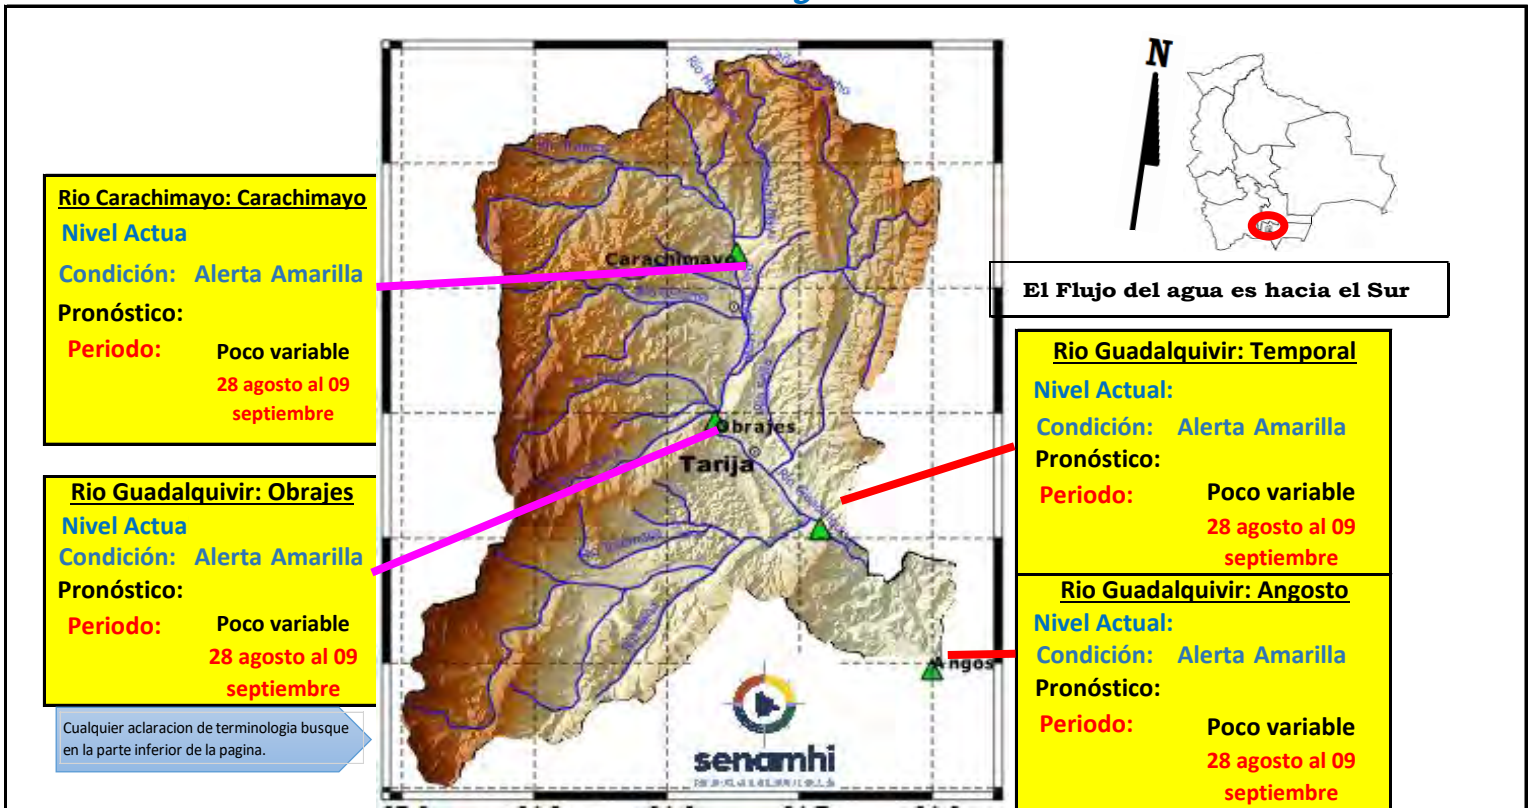 N
El Flujo del agua es hacia el Sur
Rio Carachimayo: Carachimayo
Nivel Actua
Condición: Alerta Amarilla
Pronóstico:
Periodo: Poco variable
28 agosto al 09
septiembre
Rio Guadalquivir: Obrajes
Nivel Actua
Condición: Alerta Amarilla
Pronóstico:
Periodo: Poco variable
28 agosto al 09
septiembre
Cualquier aclaracion de terminologia busque
en la parte inferior de la pagina.
Carachimayo
Obrajes
Tarija
Angos
senamhi
Rio Guadalquivir: Temporal
Nivel Actual:
Condición: Alerta Amarilla
Pronóstico:
Periodo: Poco variable
28 agosto al 09
septiembre
Rio Guadalquivir: Angosto
Nivel Actual:
Condición: Alerta Amarilla
Pronóstico:
Periodo: Poco variable
28 agosto al 09
septiembre